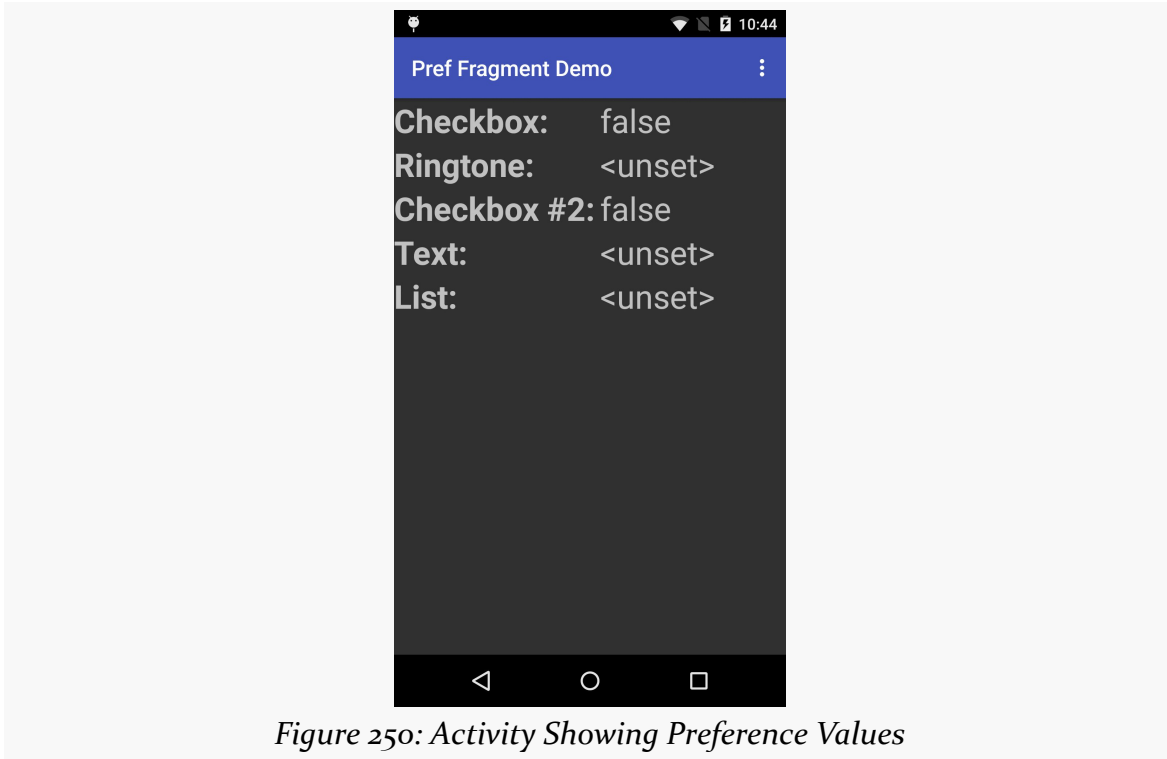 10:44
Pref Fragment Demo
Checkbox: false
Ringtone: <unset>
Checkbox #2: false
Text: <unset>
List: <unset>
Figure 250: Activity Showing Preference Values